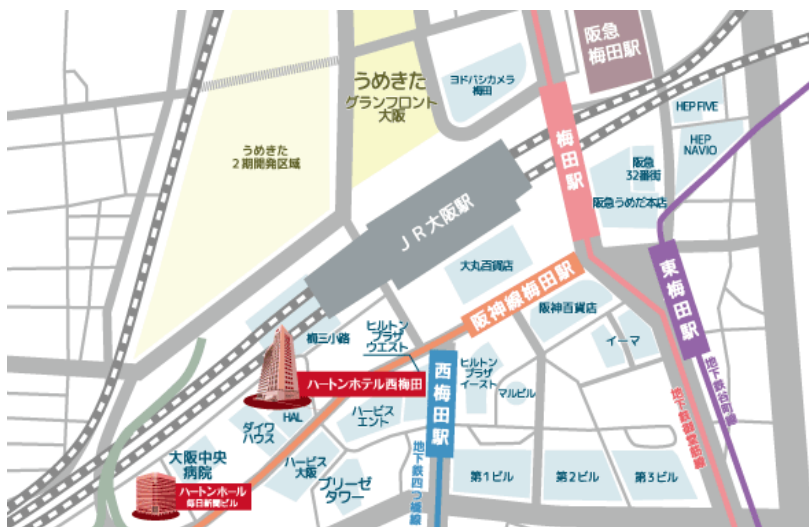 阪急
梅田駅
うめきた
グランフロント
大阪
ヨドバシカメラ
梅田
HEP FIVE
HEP
NAVIO
梅田駅
うめきた
2期開発区域
阪急
32番街
阪急うめだ本店
JR大阪駅
大丸百貨店
東梅田駅
阪神線梅田駅
阪神百貨店
梅三小路
ヒルトン
プラザ
ウエスト
イーマ
西梅田駅
ヒルトン
プラザ
イースト
マルビル
地下鉄谷町線
ハートンホテル西梅田
地下鉄御堂筋線
HAL
ハービス
エント
ダイワ
ハウス
大阪中央
病院
ハービス
大阪
ブリーゼ
タワー
地下鉄四つ橋線
第1ビル
第2ビル
第3ビル
ハートンホール
毎日新聞ビル